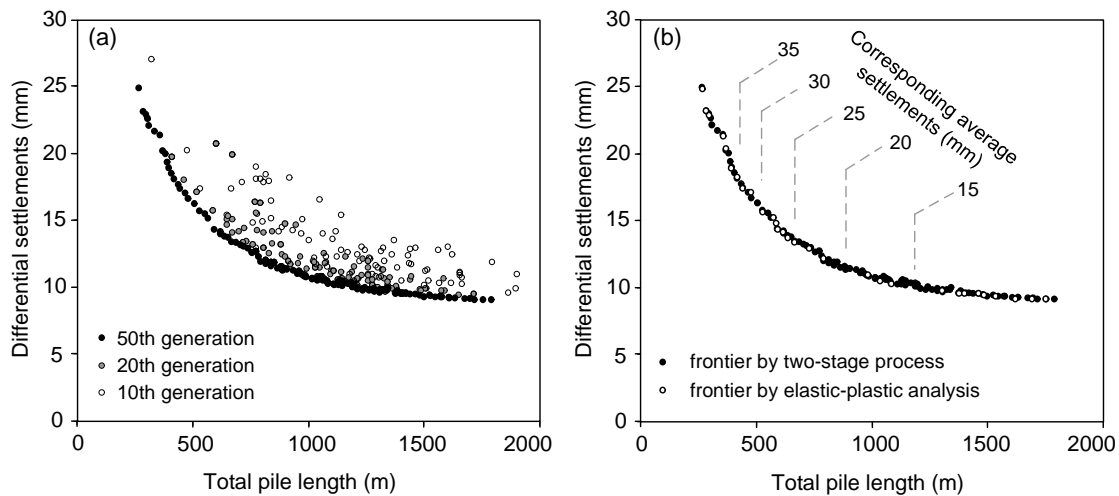 (a)
30
25
20
15
10
5
0
Differential settlements (mm)
50th generation
20th generation
10th generation
0 500 1000 1500 2000
Total pile length (m)
(b)
30
25
20
15
10
5
0
Differential settlements (mm)
Corresponding average
settlements (mm)
35
30
25
20
15
frontier by two-stage process
frontier by elastic-plastic analysis
0 500 1000 1500 2000
Total pile length (m)